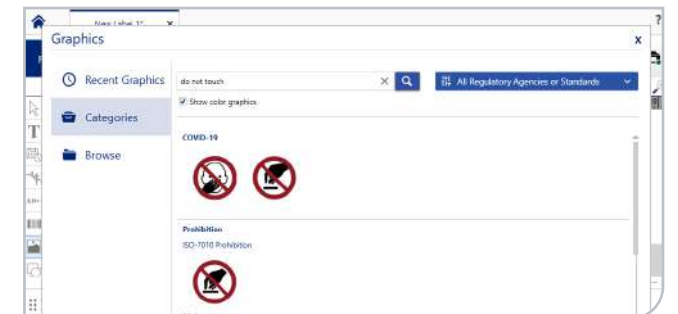 New Label 1*
x
?
Graphics
x
Recent Graphics
do not touch
All Regulatory Agencies or Standards
Show color graphics
Categories
COVID-19
Browse
Prohibition
ISO-7010 Prohibition